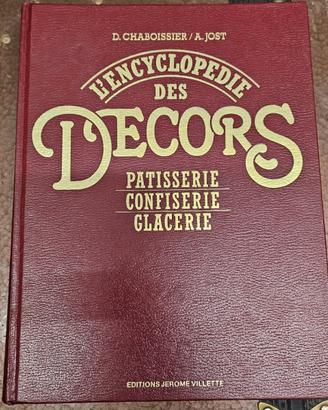 D. CHABOISSIER / A. JOST
L'ENCYCLOPEDIE
DES
DECORS
PATISSERIE
CONFISERIE
GLACERIE
EDITIONS JEROME VILLETTE